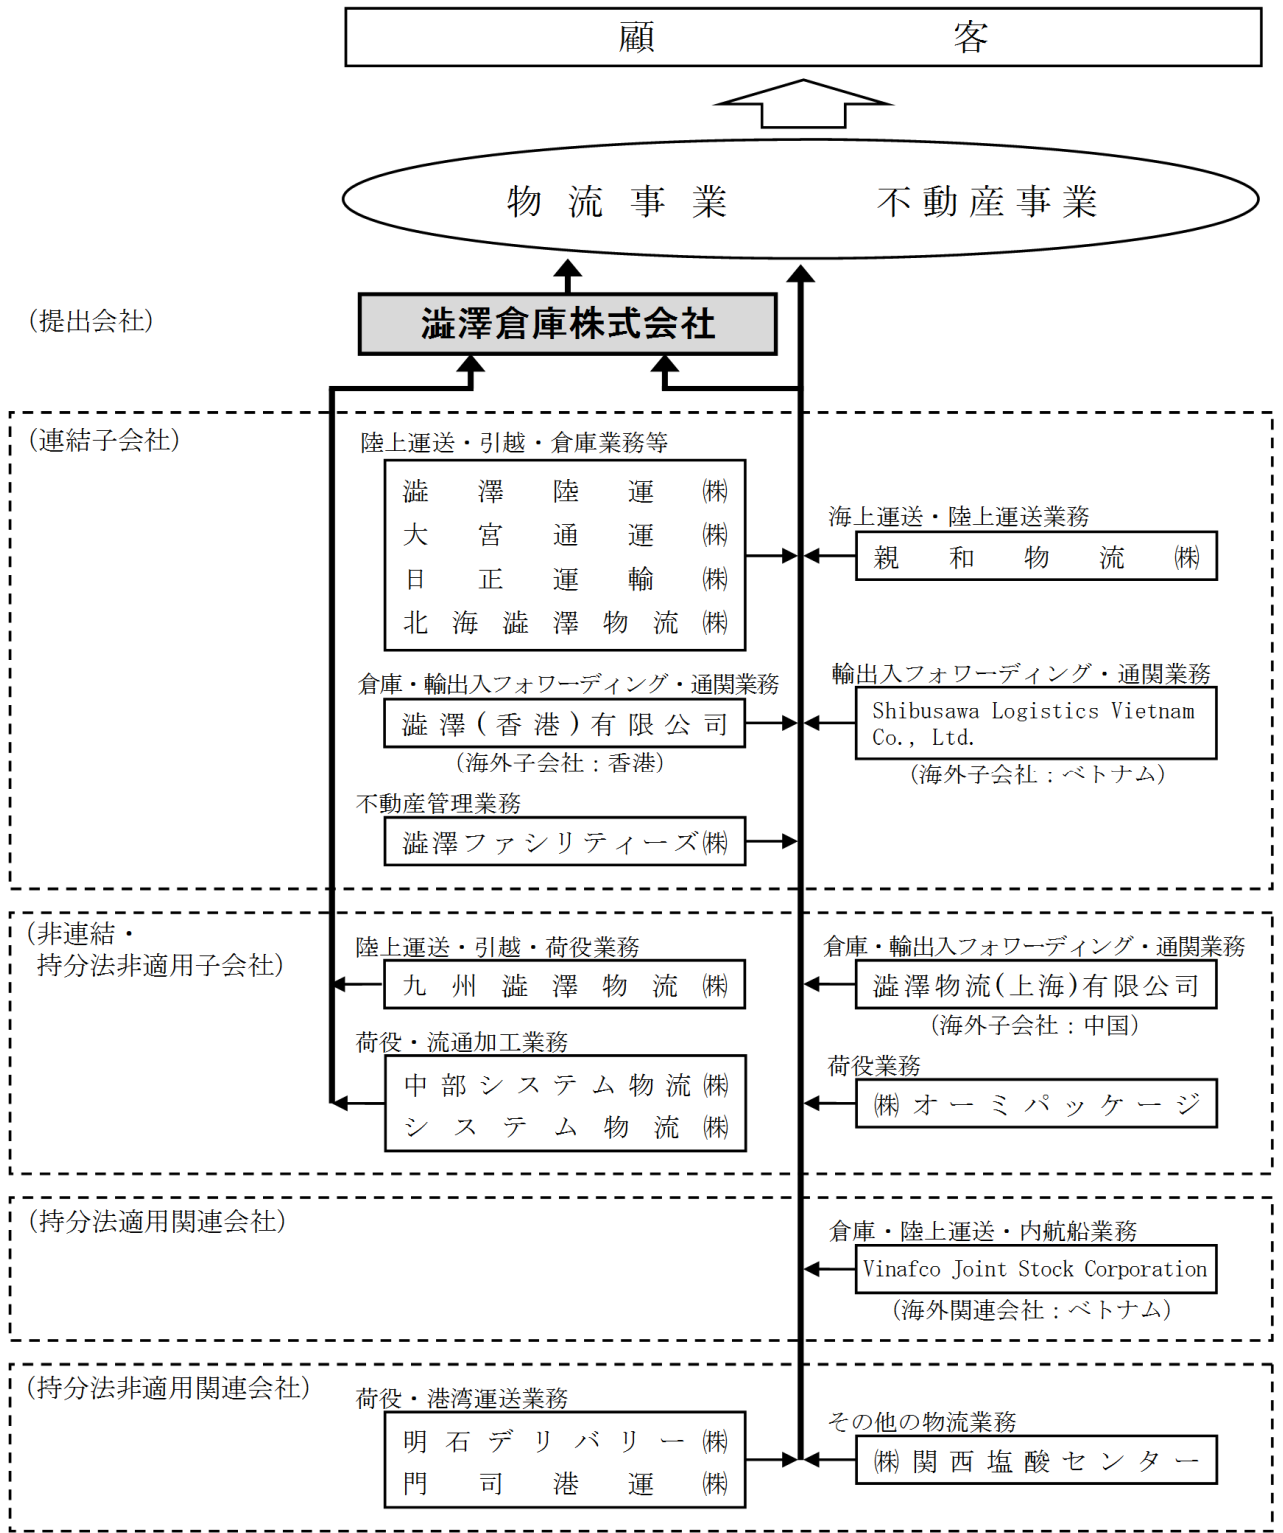 顧客
物流事業 不動産事業
(提出会社)
澁澤倉庫株式会社
(連結子会社)
陸上運送・引越・倉庫業務等
澁澤陸運㈱
大宮通運㈱
日正運輸㈱
北海澁澤物流㈱
海上運送・陸上運送業務
親和物流㈱
倉庫・輸出入フォワーディング・通関業務
澁澤(香港)有限公司
(海外子会社：香港)
輸出入フォワーディング・通関業務
Shibusawa Logistics Vietnam
Co., Ltd.
(海外子会社：ベトナム)
不動産管理業務
澁澤ファシリティーズ㈱
(非連結・
持分法非適用子会社)
陸上運送・引越・荷役業務
九州澁澤物流㈱
倉庫・輸出入フォワーディング・通関業務
澁澤物流(上海)有限公司
(海外子会社：中国)
荷役・流通加工業務
中部システム物流㈱
システム物流㈱
荷役業務
㈱オーミパッケージ
(持分法適用関連会社)
倉庫・陸上運送・内航船業務
Vinafco Joint Stock Corporation
(海外関連会社：ベトナム)
(持分法非適用関連会社)
荷役・港湾運送業務
明石デリバリー㈱
門司港運㈱
その他の物流業務
㈱関西塩酸センター